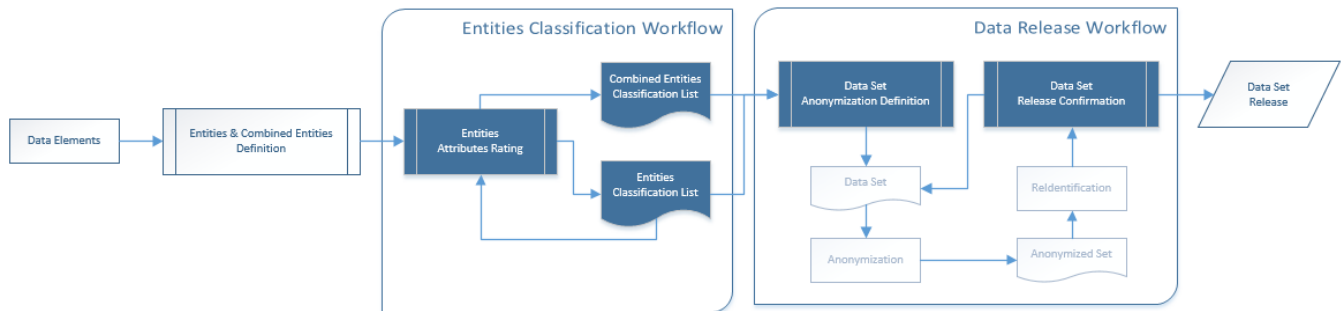 Entities Classification Workflow
Data Release Workflow
Data Elements
Entities & Combined Entities
Definition
Entities
Attributes Rating
Combined Entities
Classification List
Entities
Classification List
Data Set
Anonymization Definition
Data Set
Release Confirmation
Data Set
Release
Data Set
ReIdentification
Anonymization
Anonymized Set